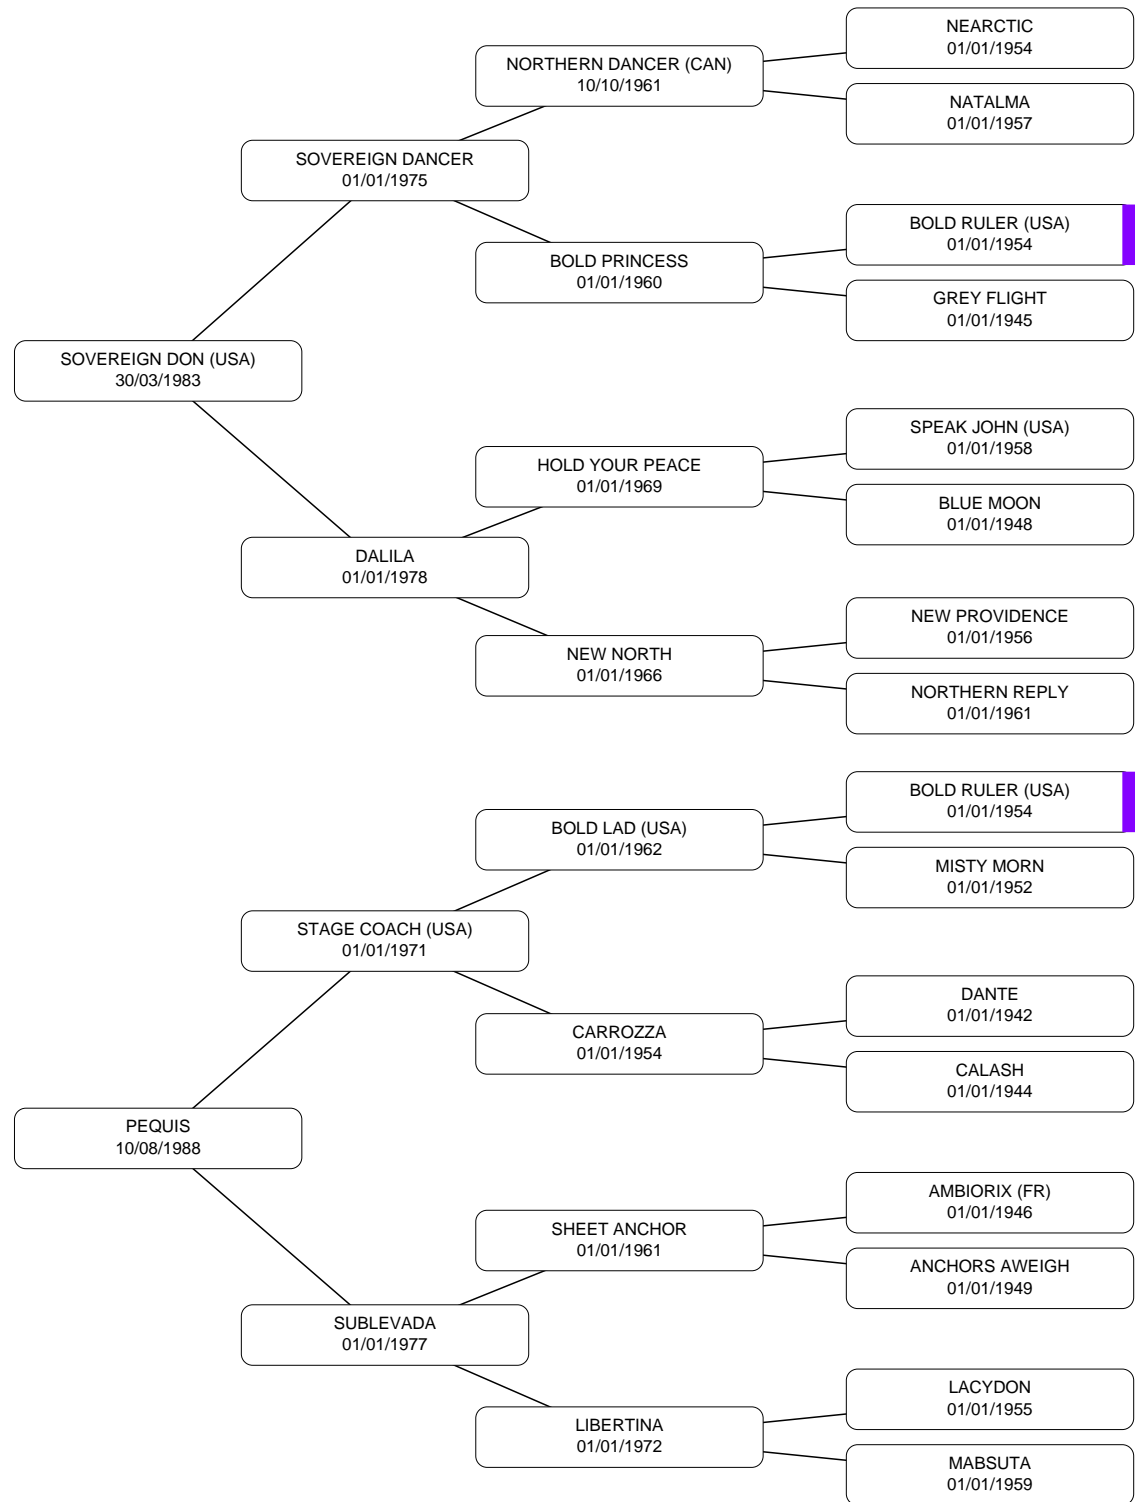 NEARCTIC
01/01/1954
NORTHERN DANCER (CAN)
10/10/1961
NATALMA
01/01/1957
SOVEREIGN DANCER
01/01/1975
BOLD RULER (USA)
01/01/1954
BOLD PRINCESS
01/01/1960
GREY FLIGHT
01/01/1945
SOVEREIGN DON (USA)
30/03/1983
SPEAK JOHN (USA)
01/01/1958
HOLD YOUR PEACE
01/01/1969
BLUE MOON
01/01/1948
DALILA
01/01/1978
NEW PROVIDENCE
01/01/1956
NEW NORTH
01/01/1966
NORTHERN REPLY
01/01/1961
BOLD RULER (USA)
01/01/1954
BOLD LAD (USA)
01/01/1962
MISTY MORN
01/01/1952
STAGE COACH (USA)
01/01/1971
DANTE
01/01/1942
CARROZZA
01/01/1954
CALASH
01/01/1944
PEQUIS
10/08/1988
AMBIORIX (FR)
01/01/1946
SHEET ANCHOR
01/01/1961
ANCHORS AWEIGH
01/01/1949
SUBLEVADA
01/01/1977
LACYDON
01/01/1955
LIBERTINA
01/01/1972
MABSUTA
01/01/1959